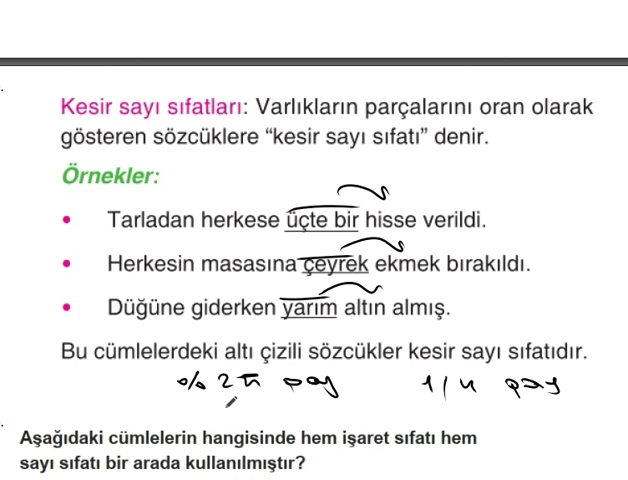 Kesir sayı sıfatları: Varlıkların parçalarını oran olarak
gösteren sözcüklere “kesir sayı sıfatı” denir.
Örnekler:
• Tarladan herkese üçte bir hisse verildi.
• Herkesin masasına çeyrek ekmek bırakıldı.
• Düğüne giderken yarım altın almış.
Bu cümlelerdeki altı çizili sözcükler kesir sayı sıfatıdır.
pay 1/4 pay
Aşağıdaki cümlelerin hangisinde hem işaret sıfatı hem
sayı sıfatı bir arada kullanılmıştır?